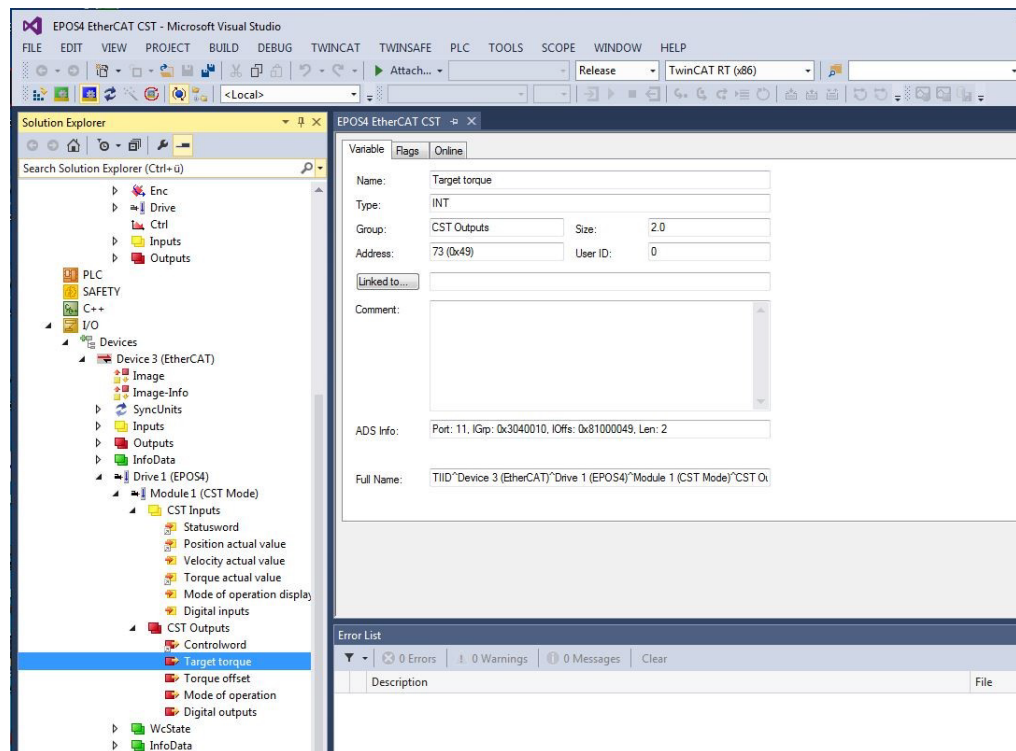 EPOS4 EtherCAT CST - Microsoft Visual Studio
FILE EDIT VIEW PROJECT BUILD DEBUG TWINCAT TWINSAFE PLC TOOLS SCOPE WINDOW HELP
Attach... Release TwinCAT RT (x86)
<Local>
Solution Explorer
Search Solution Explorer (Ctrl+ü)
Enc
Drive
Ctrl
Inputs
Outputs
PLC
SAFETY
C++
I/O
Devices
Device 3 (EtherCAT)
Image
Image-Info
SyncUnits
Inputs
Outputs
InfoData
Drive 1 (EPOS4)
Module 1 (CST Mode)
CST Inputs
Statusword
Position actual value
Velocity actual value
Torque actual value
Mode of operation display
Digital inputs
CST Outputs
Controlword
Target torque
Torque offset
Mode of operation
Digital outputs
WcState
InfoData
EPOS4 EtherCAT CST
Variable Flags Online
Name: Target torque
Type: INT
Group: CST Outputs Size: 2.0
Address: 73 (0x49) User ID: 0
Linked to...
Comment:
ADS Info: Port: 11, IGrp: 0x3040010, IOffs: 0x81000049, Len: 2
Full Name: TIID^Device 3 (EtherCAT)^Drive 1 (EPOS4)^Module 1 (CST Mode)^CST Ou
Error List
0 Errors 0 Warnings 0 Messages Clear
Description File